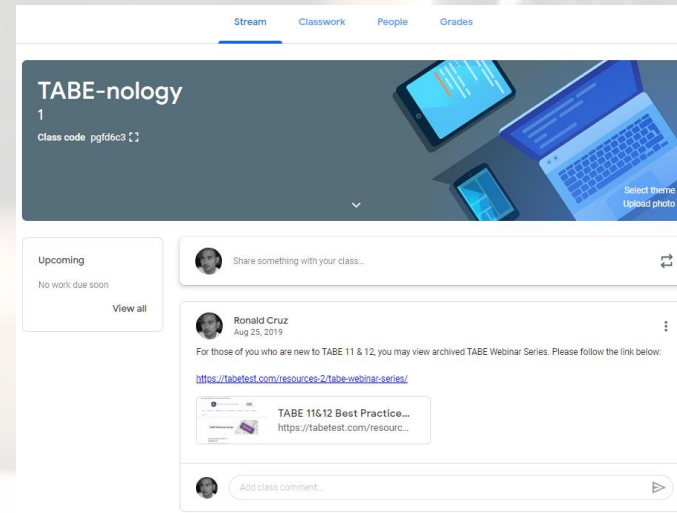 Stream Classwork People Grades
TABE-nology
1
Class code pgfd6c3
Select theme
Upload photo
Upcoming
No work due soon
View all
Share something with your class...
Ronald Cruz
Aug 25, 2019
For those of you who are new to TABE 11 & 12, you may view archived TABE Webinar Series. Please follow the link below:
https://tabetest.com/resources-2/tabe-webinar-series/
TABE 11&12 Best Practice...
https://tabetest.com/resourc...
Add class comment...